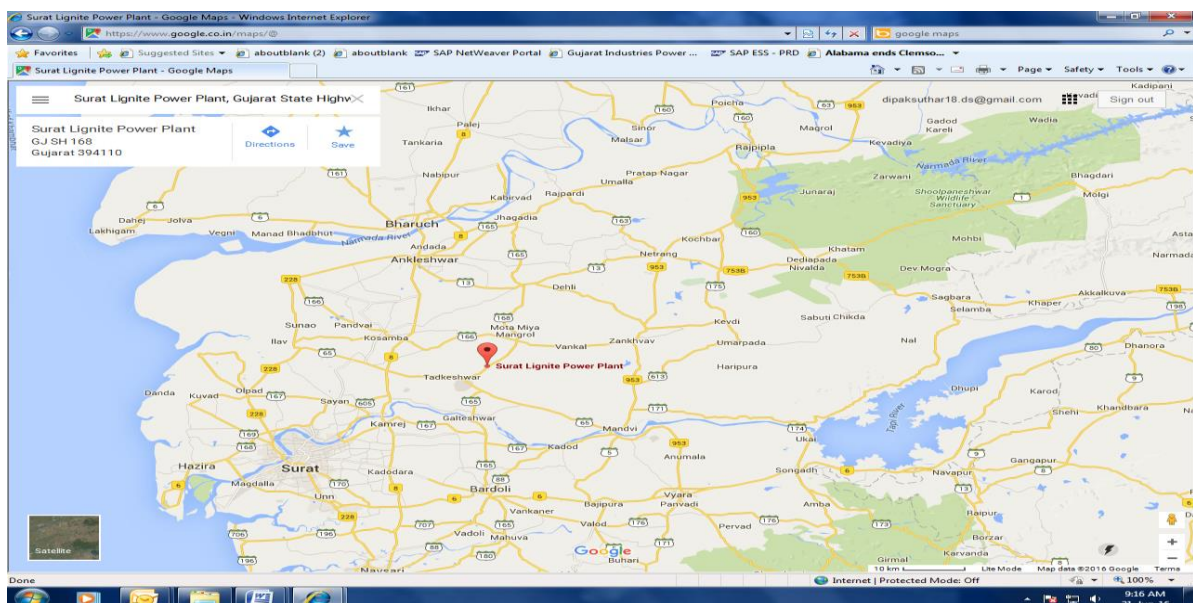 Surat Lignite Power Plant - Google Maps - Windows Internet Explorer
https://www.google.co.in/maps/@
google maps
Favorites
Suggested Sites
aboutblank (2)
aboutblank
SAP NetWeaver Portal
Gujarat Industries Power ...
SAP ESS - PRD
Alabama ends Clemso...
Surat Lignite Power Plant - Google Maps
Page
Safety
Tools
Surat Lignite Power Plant, Gujarat State Highw
dipaksuthar18.ds@gmail.com
Sign out
Surat Lignite Power Plant
GJ SH 168
Gujarat 394110
Directions
Save
Kadipani
Ikhar
Palej
Tankaria
Sinor
Malsar
Poicha
Rajpipla
Magrol
Gadod
Kareli
Wadia
Kevadiya
Narmada River
Zarwani
Bhagdari
Molgi
Nabipur
Kabirvad
Rajpardi
Umalla
Pratap Nagar
Junaraj
Shoolpaneshwar
Wildlife
Sanctuary
Dahej
Jolva
Lakhigam
Vegni
Manad Bhadbhut
Narmada River
Bharuch
Jhagadia
Andada
Ankleshwar
Kochbar
Netrang
Khatam
Mohbi
Asta
Narmada
Dediapada
Nivalda
Dev Mogra
Dehli
Sagbara
Selamba
Khaper
Akkalkuva
Sunao
Pandvai
Ilav
Kosamba
Mota Miya
Mangrol
Vankal
Zankhvav
Kevdi
Umarpada
Sabuti Chikda
Nal
Dhanora
Surat Lignite Power Plant
Haripura
Tadkeshwar
Danda
Kuvad
Olpad
Sayan
Kamrej
Galteshwar
Mandvi
Dhupi
Karod
Tapi River
Shehi
Khandbara
Ukai
Hazira
Surat
Magdalla
Kadodara
Kadod
Anumala
Songadh
Navapur
Gangapur
Unn
Bardoli
Vyara
Panvadi
Bajipura
Vankaner
Amba
Raipur
Vadoli
Mahuva
Valod
Pervad
Borzar
Navsari
Buhari
Girmal
Karvanda
Satellite
Google
10 km
Lite Mode
Map data ©2016 Google
Terms
Done
Internet | Protected Mode: Off
100%
9:16 AM